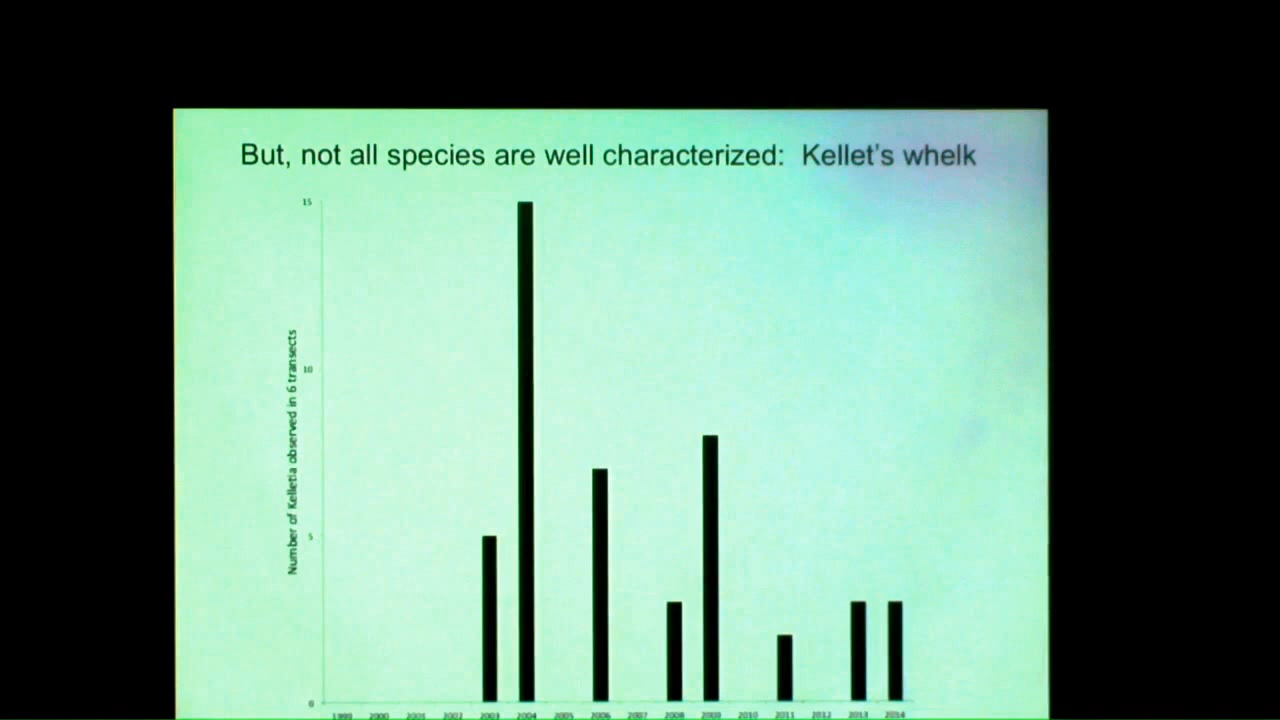 But, not all species are well characterized: Kellet's whelk
15
10
5
0
Number of Kelletia observed in 6 transects
1999 2000 2001 2002 2003 2004 2005 2006 2007 2008 2009 2010 2011 2012 2013 2014